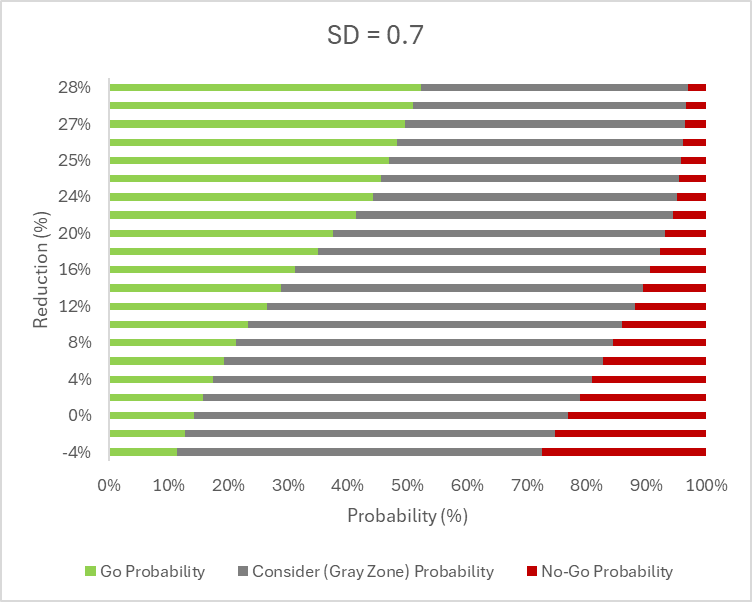 SD = 0.7
28%
27%
25%
24%
20%
16%
12%
8%
4%
0%
-4%
Reduction (%)
0% 10% 20% 30% 40% 50% 60% 70% 80% 90% 100%
Probability (%)
Go Probability Consider (Gray Zone) Probability No-Go Probability